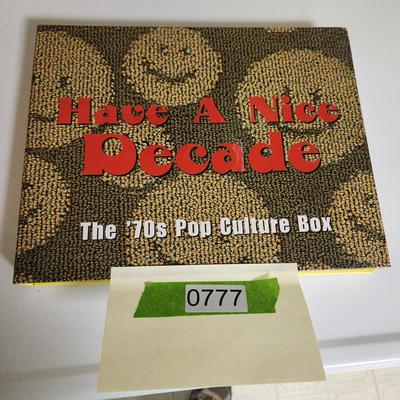 Have A Nice
Decade
The '70s Pop Culture Box
0777